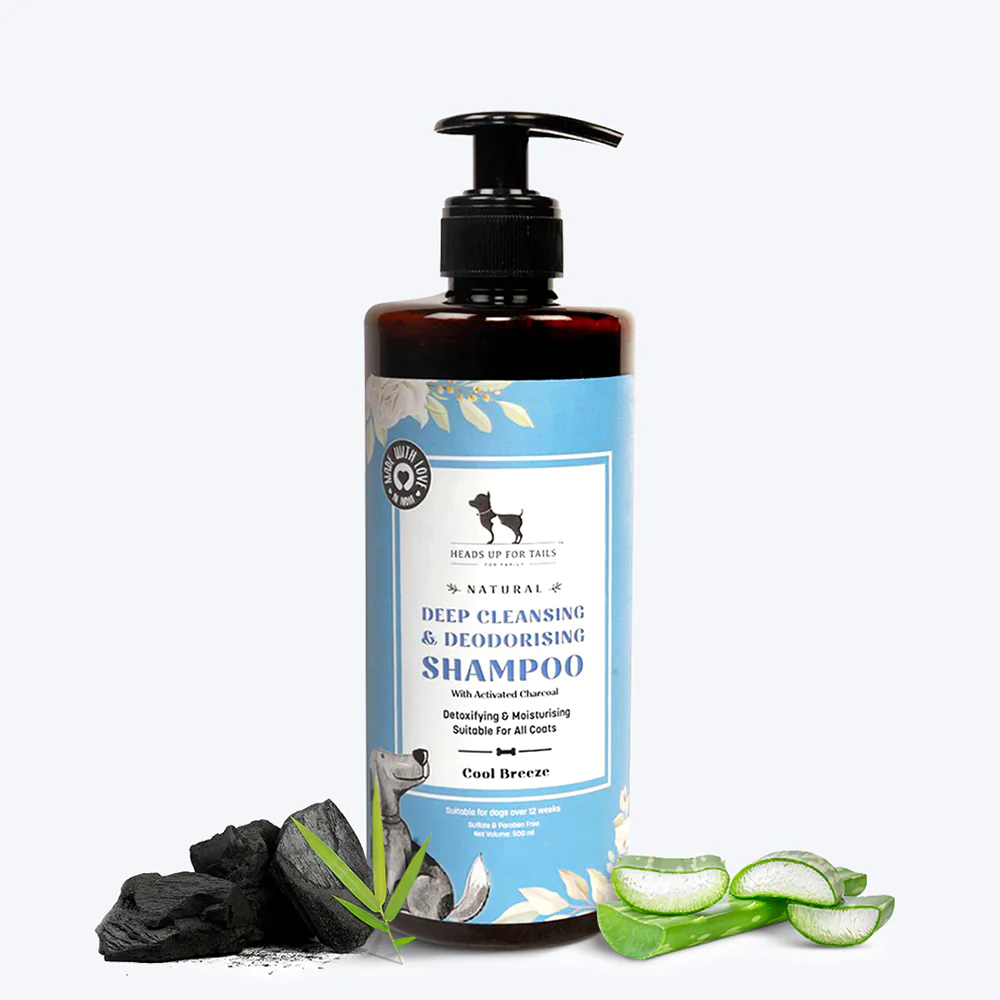 MADE WITH LOVE
IN INDIA
HEADS UP FOR TAILS
FOR FAMILY
NATURAL
DEEP CLEANSING
& DEODORISING
SHAMPOO
With Activated Charcoal
Detoxifying & Moisturising
Suitable For All Coats
Cool Breeze
Suitable for dogs over 12 weeks
Sulfate & Paraben Free
Net Volume: 500 ml